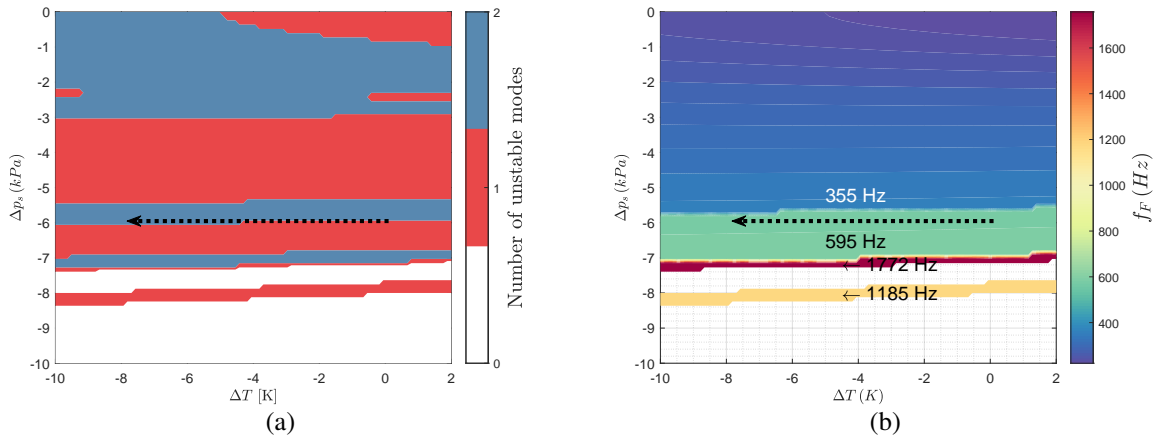 0
-1
-2
-3
-4
-5
-6
-7
-8
-9
-10
Δp_s (kPa)
-10 -8 -6 -4 -2 0 2
ΔT [K]
2
1
0
Number of unstable modes
(a)
0
-1
-2
-3
-4
-5
-6
-7
-8
-9
-10
Δp_s (kPa)
355 Hz
595 Hz
← 1772 Hz
← 1185 Hz
-10 -8 -6 -4 -2 0 2
ΔT (K)
1600
1400
1200
1000
800
600
400
f_F (Hz)
(b)